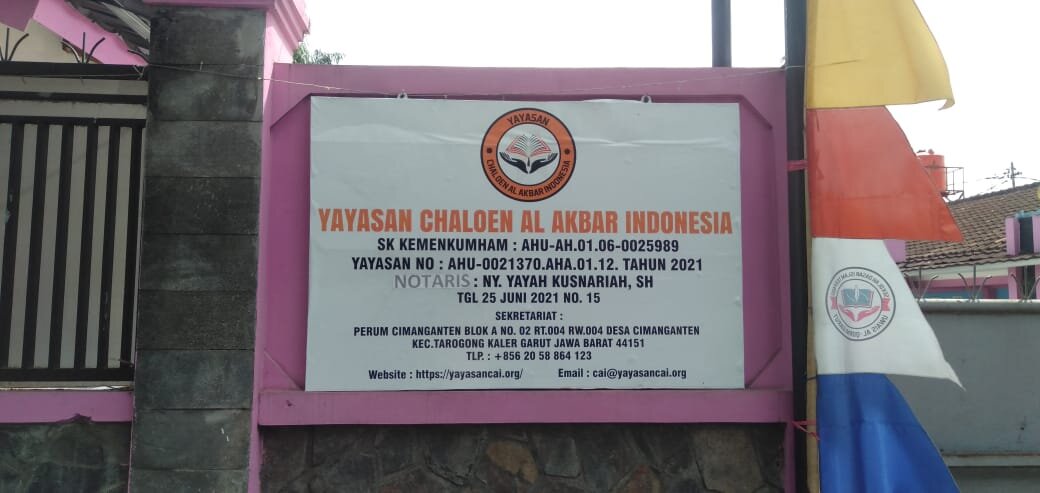 YAYASAN
CHALOEN AL AKBAR INDONESIA
YAYASAN CHALOEN AL AKBAR INDONESIA
SK KEMENKUMHAM : AHU-AH.01.06-0025989
YAYASAN NO : AHU-0021370.AHA.01.12. TAHUN 2021
NOTARIS : NY. YAYAH KUSNARIAH, SH
TGL 25 JUNI 2021 NO. 15
SEKRETARIAT :
PERUM CIMANGANTEN BLOK A NO. 02 RT.004 RW.004 DESA CIMANGANTEN
KEC.TAROGONG KALER GARUT JAWA BARAT 44151
TLP. : +856 20 58 864 123
Website : https://yayasancai.org/ Email : cai@yayasancai.org